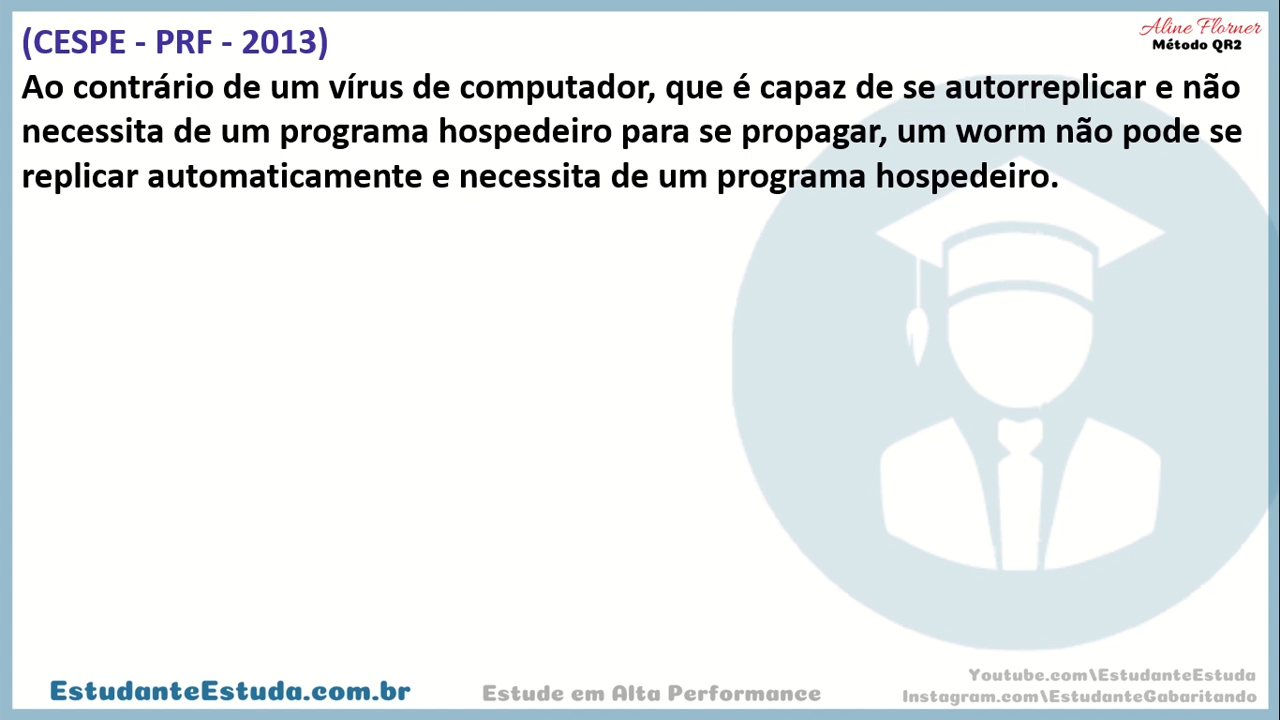 (CESPE - PRF - 2013)
Aline Florner
Método QR2
Ao contrário de um vírus de computador, que é capaz de se autorreplicar e não
necessita de um programa hospedeiro para se propagar, um worm não pode se
replicar automaticamente e necessita de um programa hospedeiro.
EstudanteEstuda.com.br
Estude em Alta Performance
Youtube.com\EstudanteEstuda
Instagram.com\EstudanteGabaritando